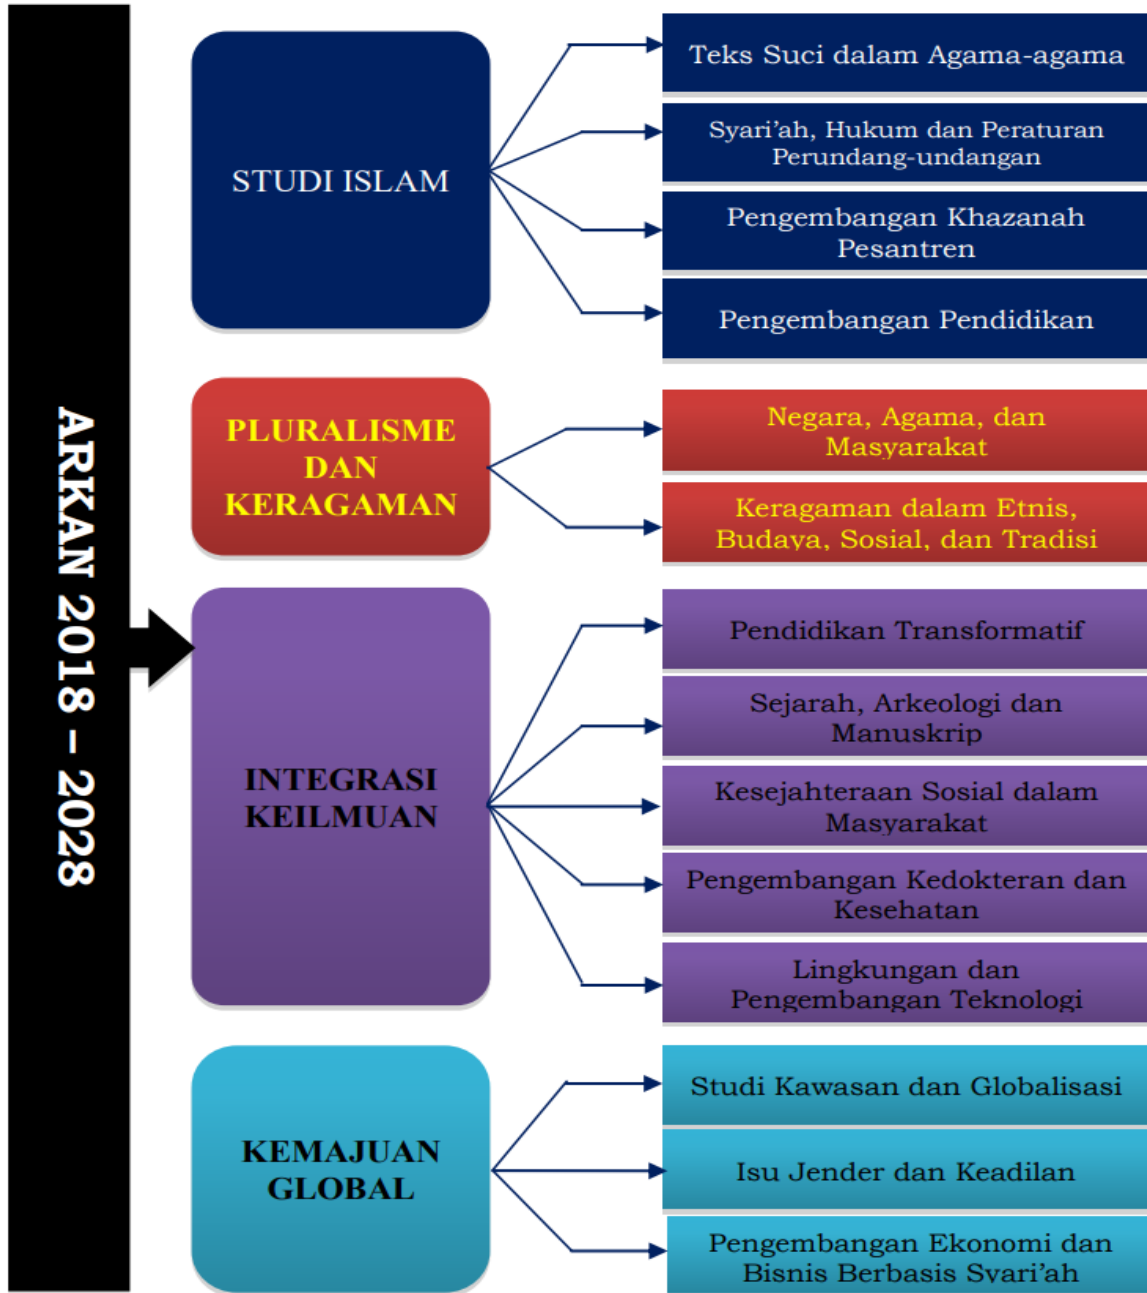 ARKAN 2018 – 2028
STUDI ISLAM
Teks Suci dalam Agama-agama
Syari’ah, Hukum dan Peraturan
Perundang-undangan
Pengembangan Khazanah
Pesantren
Pengembangan Pendidikan
PLURALISME
DAN
KERAGAMAN
Negara, Agama, dan
Masyarakat
Keragaman dalam Etnis,
Budaya, Sosial, dan Tradisi
INTEGRASI
KEILMUAN
Pendidikan Transformatif
Sejarah, Arkeologi dan
Manuskrip
Kesejahteraan Sosial dalam
Masyarakat
Pengembangan Kedokteran dan
Kesehatan
Lingkungan dan
Pengembangan Teknologi
KEMAJUAN
GLOBAL
Studi Kawasan dan Globalisasi
Isu Jender dan Keadilan
Pengembangan Ekonomi dan
Bisnis Berbasis Syari’ah